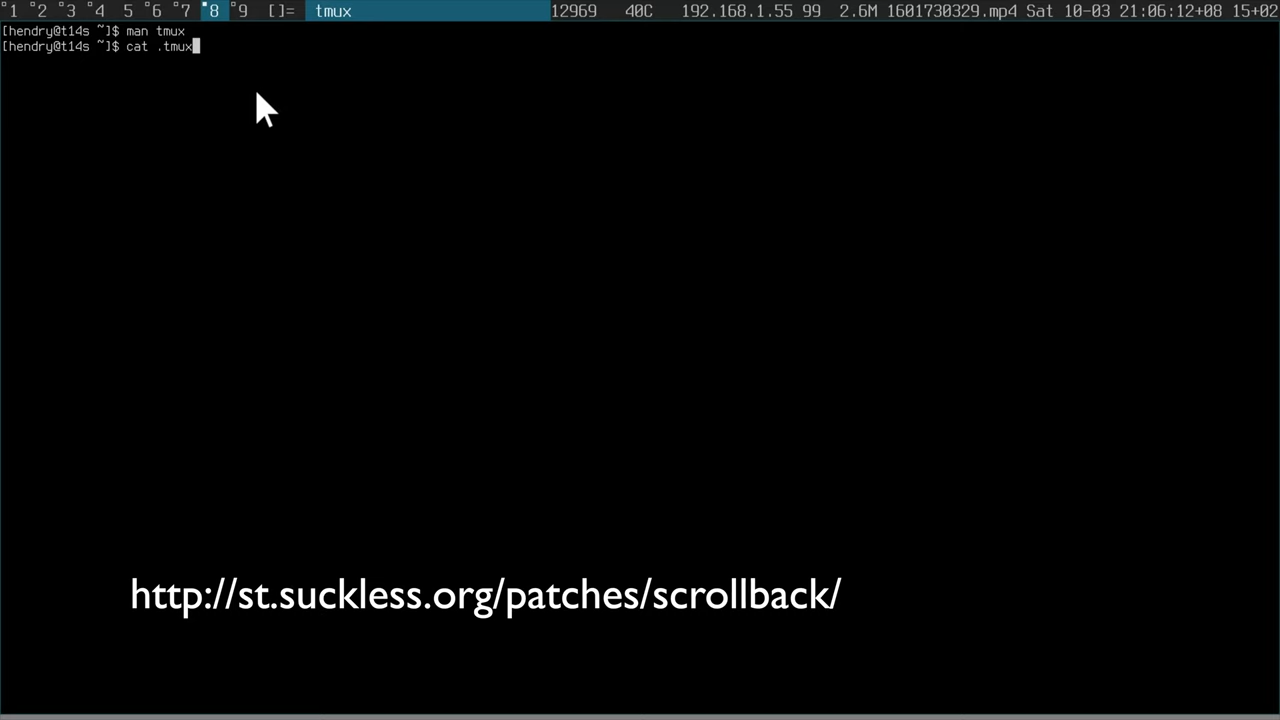 1 2 3 4 5 6 7 8 9 []= tmux 12969 40C 192.168.1.55 99 2.6M 1601730329.mp4 Sat 10-03 21:06:12+08 15+02
[hendry@t14s ~]$ man tmux
[hendry@t14s ~]$ cat .tmux
http://st.suckless.org/patches/scrollback/